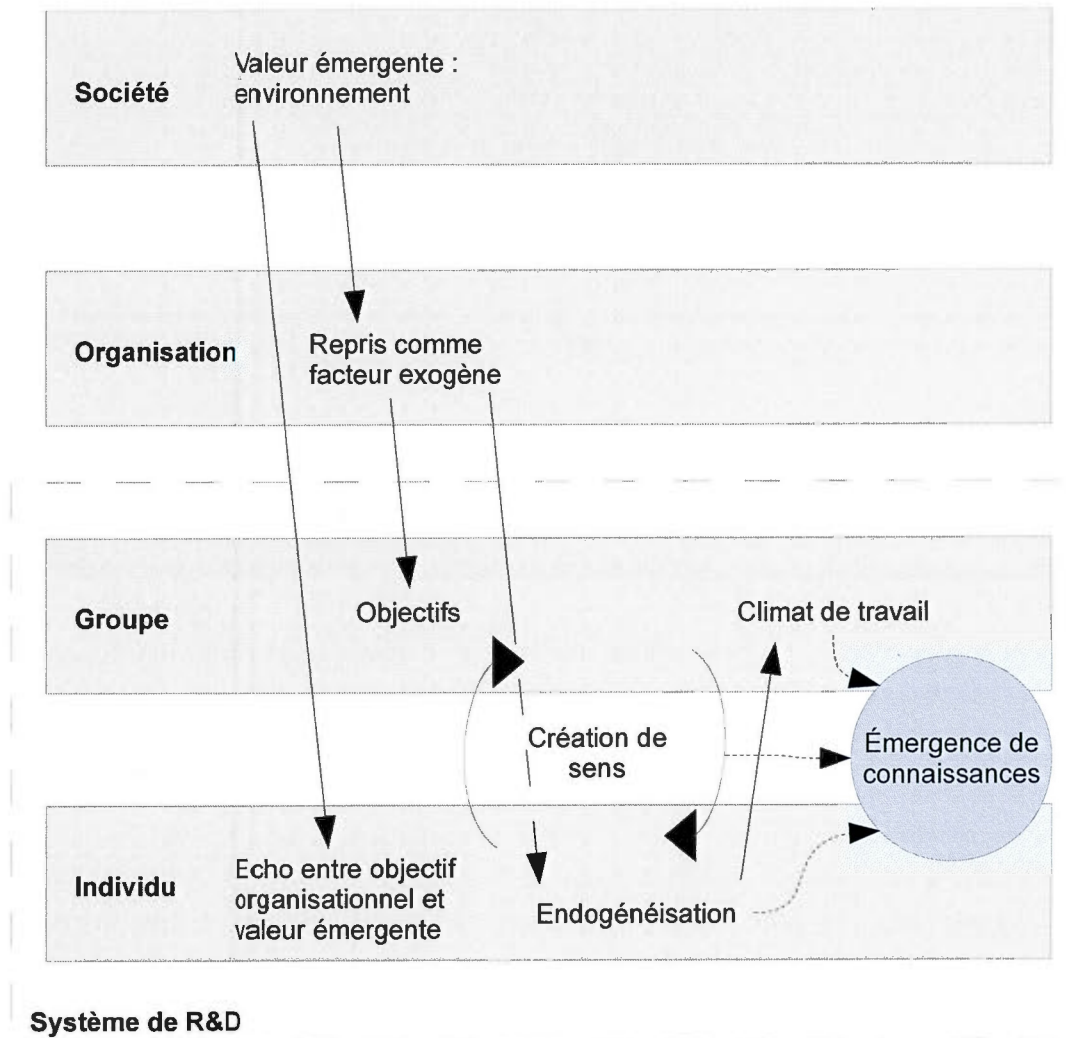 Société
Valeur émergente :
environnement
Organisation
Repris comme
facteur exogène
Groupe
Objectifs
Climat de travail
Création de
sens
Émergence de
connaissances
Individu
Echo entre objectif
organisationnel et
valeur émergente
Endogénéisation
Système de R&D